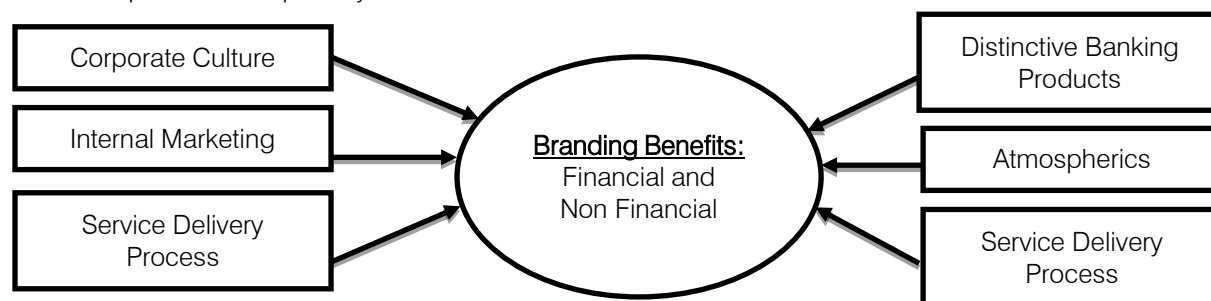 Corporate Culture
Internal Marketing
Service Delivery
Process
Branding Benefits:
Financial and
Non Financial
Distinctive Banking
Products
Atmospherics
Service Delivery
Process